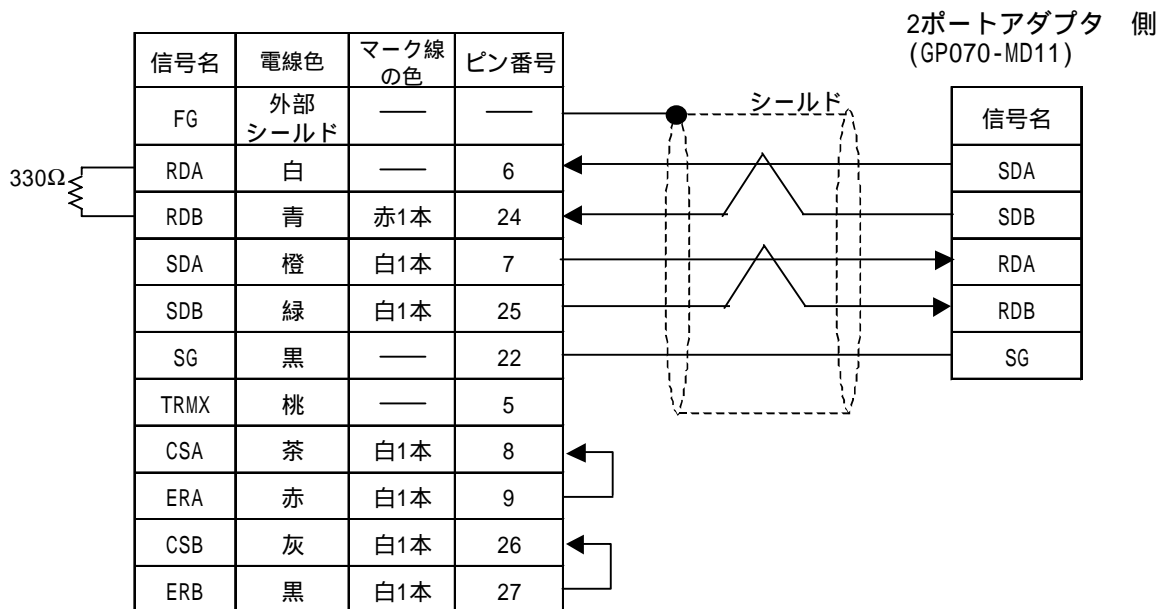 2ポートアダプタ　側
(GP070-MD11)
信号名 電線色 マーク線の色 ピン番号
FG 外部シールド ―― ――
RDA 白 ―― 6
RDB 青 赤1本 24
SDA 橙 白1本 7
SDB 緑 白1本 25
SG 黒 ―― 22
TRMX 桃 ―― 5
CSA 茶 白1本 8
ERA 赤 白1本 9
CSB 灰 白1本 26
ERB 黒 白1本 27
330Ω
シールド
信号名
SDA
SDB
RDA
RDB
SG